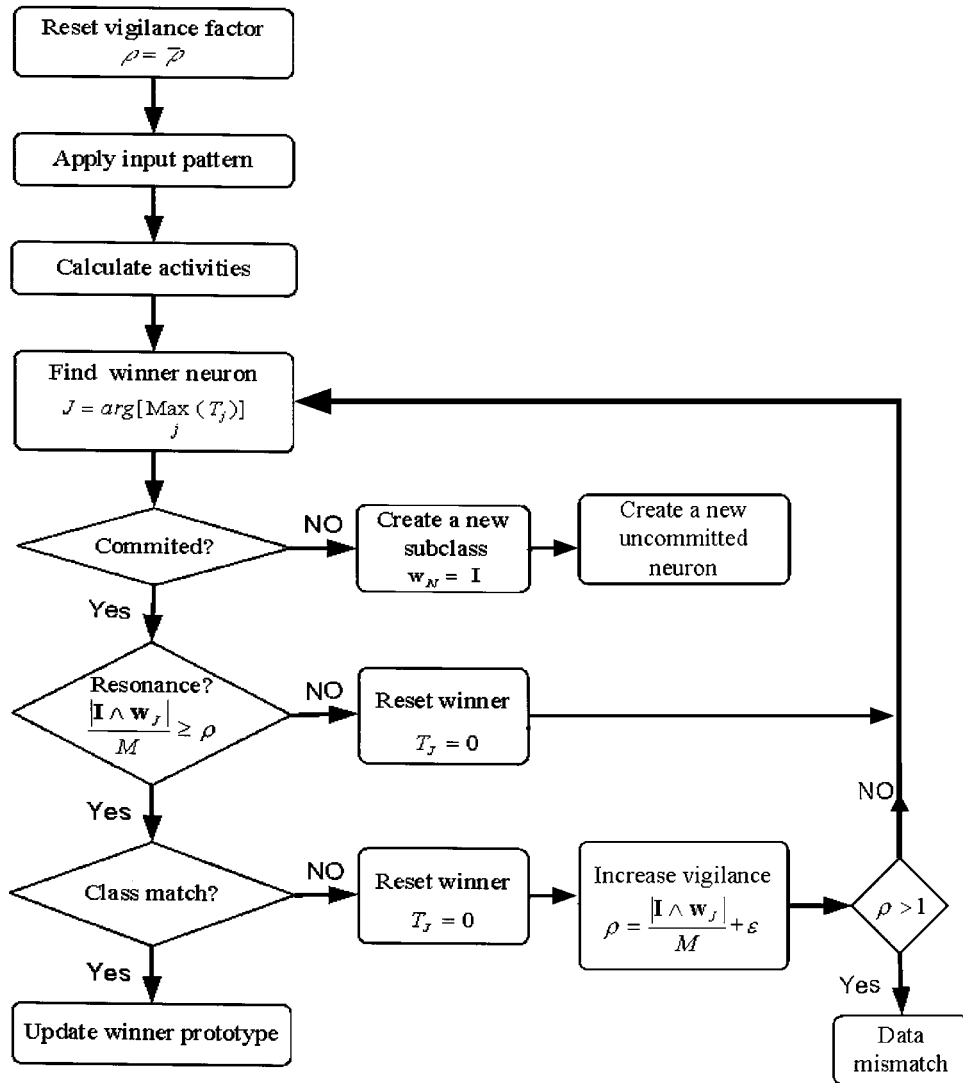 Reset vigilance factor
ρ = ρ̅
Apply input pattern
Calculate activities
Find winner neuron
J = arg[Max (T_j)]
j
Commited?
NO
Create a new
subclass
w_N = I
Create a new
uncommitted
neuron
Yes
Resonance?
|I ∧ w_J|
≥ ρ
M
NO
Reset winner
T_J = 0
Yes
NO
Class match?
NO
Reset winner
T_J = 0
Increase vigilance
ρ = |I ∧ w_J| + ε
M
ρ > 1
Yes
Yes
Update winner prototype
Data
mismatch